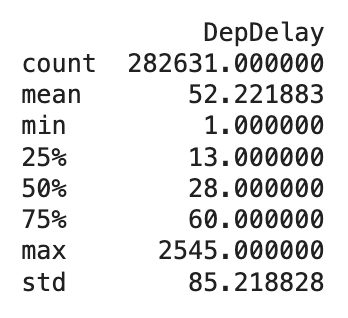 DepDelay
count 282631.000000
mean 52.221883
min 1.000000
25% 13.000000
50% 28.000000
75% 60.000000
max 2545.000000
std 85.218828